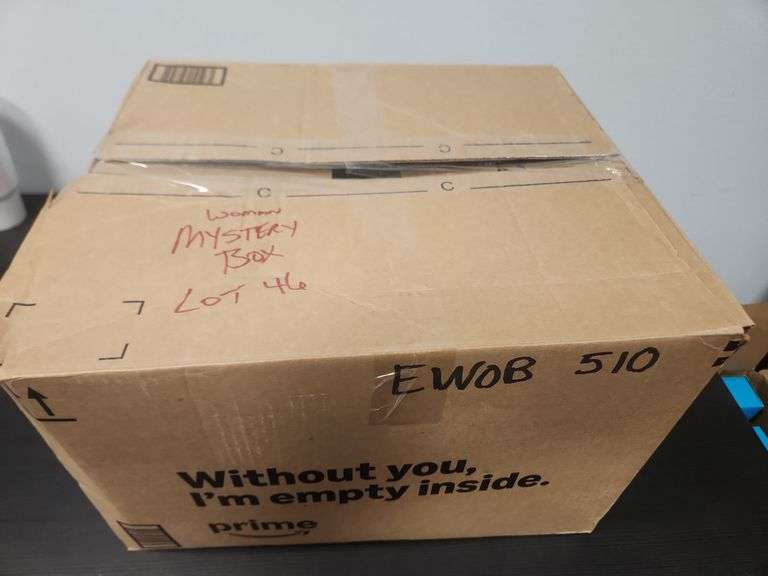 C C
C C
WOMAN
MYSTERY
BOX
LOT 46
EWOB 510
Without you,
I'm empty inside.
prime